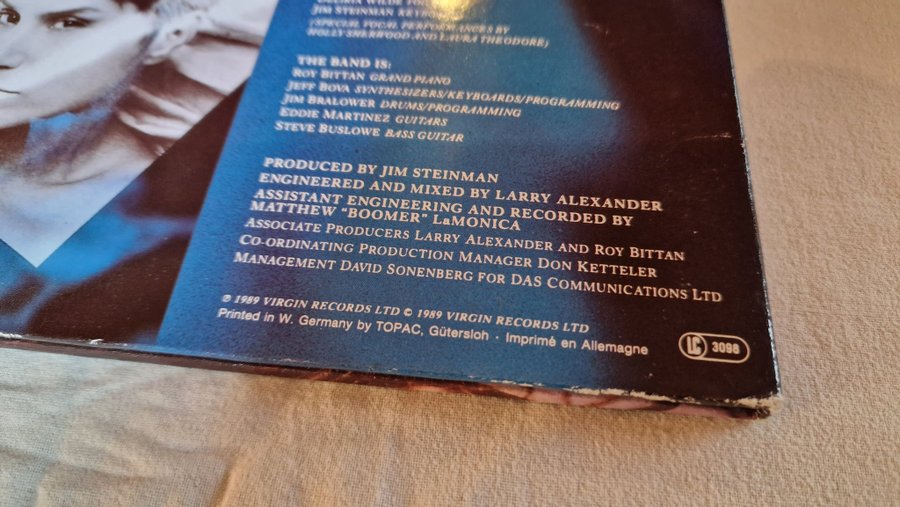 JIM STEINMAN KEYBO
(SPECIAL VOCAL PERFORMANCES BY
HOLLY SHERWOOD AND LAURA THEODORE)
THE BAND IS:
ROY BITTAN GRAND PIANO
JEFF BOVA SYNTHESIZERS/KEYBOARDS/PROGRAMMING
JIM BRALOWER DRUMS/PROGRAMMING
EDDIE MARTINEZ GUITARS
STEVE BUSLOWE BASS GUITAR
PRODUCED BY JIM STEINMAN
ENGINEERED AND MIXED BY LARRY ALEXANDER
ASSISTANT ENGINEERING AND RECORDED BY
MATTHEW "BOOMER" LaMONICA
ASSOCIATE PRODUCERS LARRY ALEXANDER AND ROY BITTAN
CO-ORDINATING PRODUCTION MANAGER DON KETTELER
MANAGEMENT DAVID SONENBERG FOR DAS COMMUNICATIONS LTD
℗ 1989 VIRGIN RECORDS LTD © 1989 VIRGIN RECORDS LTD
Printed in W. Germany by TOPAC, Gütersloh · Imprimé en Allemagne
LC 3098